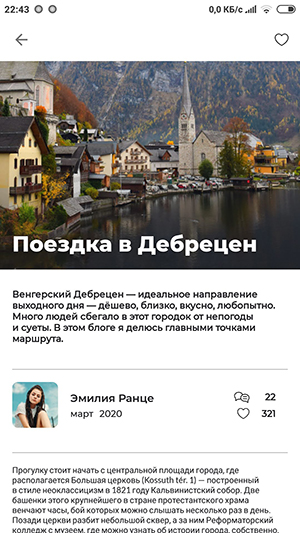 22:43
0,0 КБ/с
Поездка в Дебрецен
Венгерский Дебрецен — идеальное направление
выходного дня — дёшево, близко, вкусно, любопытно.
Много людей сбегало в этот городок от непогоды
и суеты. В этом блоге я делюсь главными точками
маршрута.
Эмилия Ранце
22
март 2020
321
Прогулку стоит начать с центральной площади города, где
располагается Большая церковь (Kossuth tér. 1) — построенный
в стиле неоклассицизм в 1821 году Кальвинистский собор. Две
башенки этого крупнейшего в стране протестантского храма
венчают часы, бой которых можно слышать несколько раз в день.
Позади церкви разбит небольшой сквер, а за ним Реформаторский
колледж с музеем, где можно узнать об истории города, собственно,